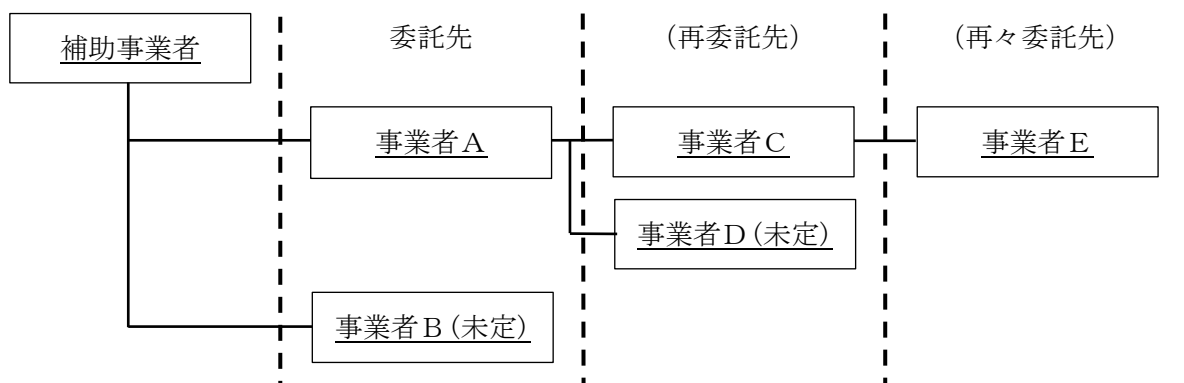 補助事業者
委託先
(再委託先)
(再々委託先)
事業者A
事業者C
事業者E
事業者D(未定)
事業者B(未定)